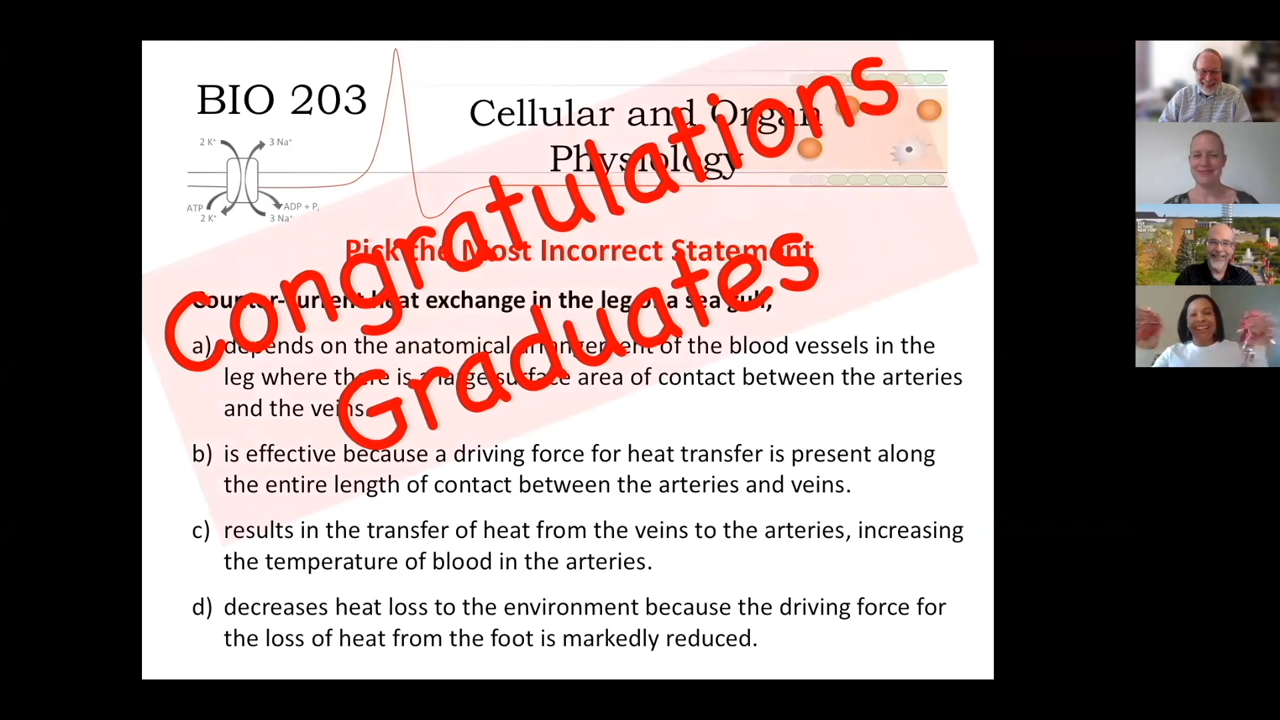 BIO 203
Cellular and Organ
Physiology
2 K⁺
3 Na⁺
ATP
ADP + Pᵢ
2 K⁺
3 Na⁺
Congratulations
Graduates
Pick the Most Incorrect Statement
Counter-current heat exchange in the leg of a sea gull,
a) depends on the anatomical arrangement of the blood vessels in the
leg where there is a large surface area of contact between the arteries
and the veins.
b) is effective because a driving force for heat transfer is present along
the entire length of contact between the arteries and veins.
c) results in the transfer of heat from the veins to the arteries, increasing
the temperature of blood in the arteries.
d) decreases heat loss to the environment because the driving force for
the loss of heat from the foot is markedly reduced.